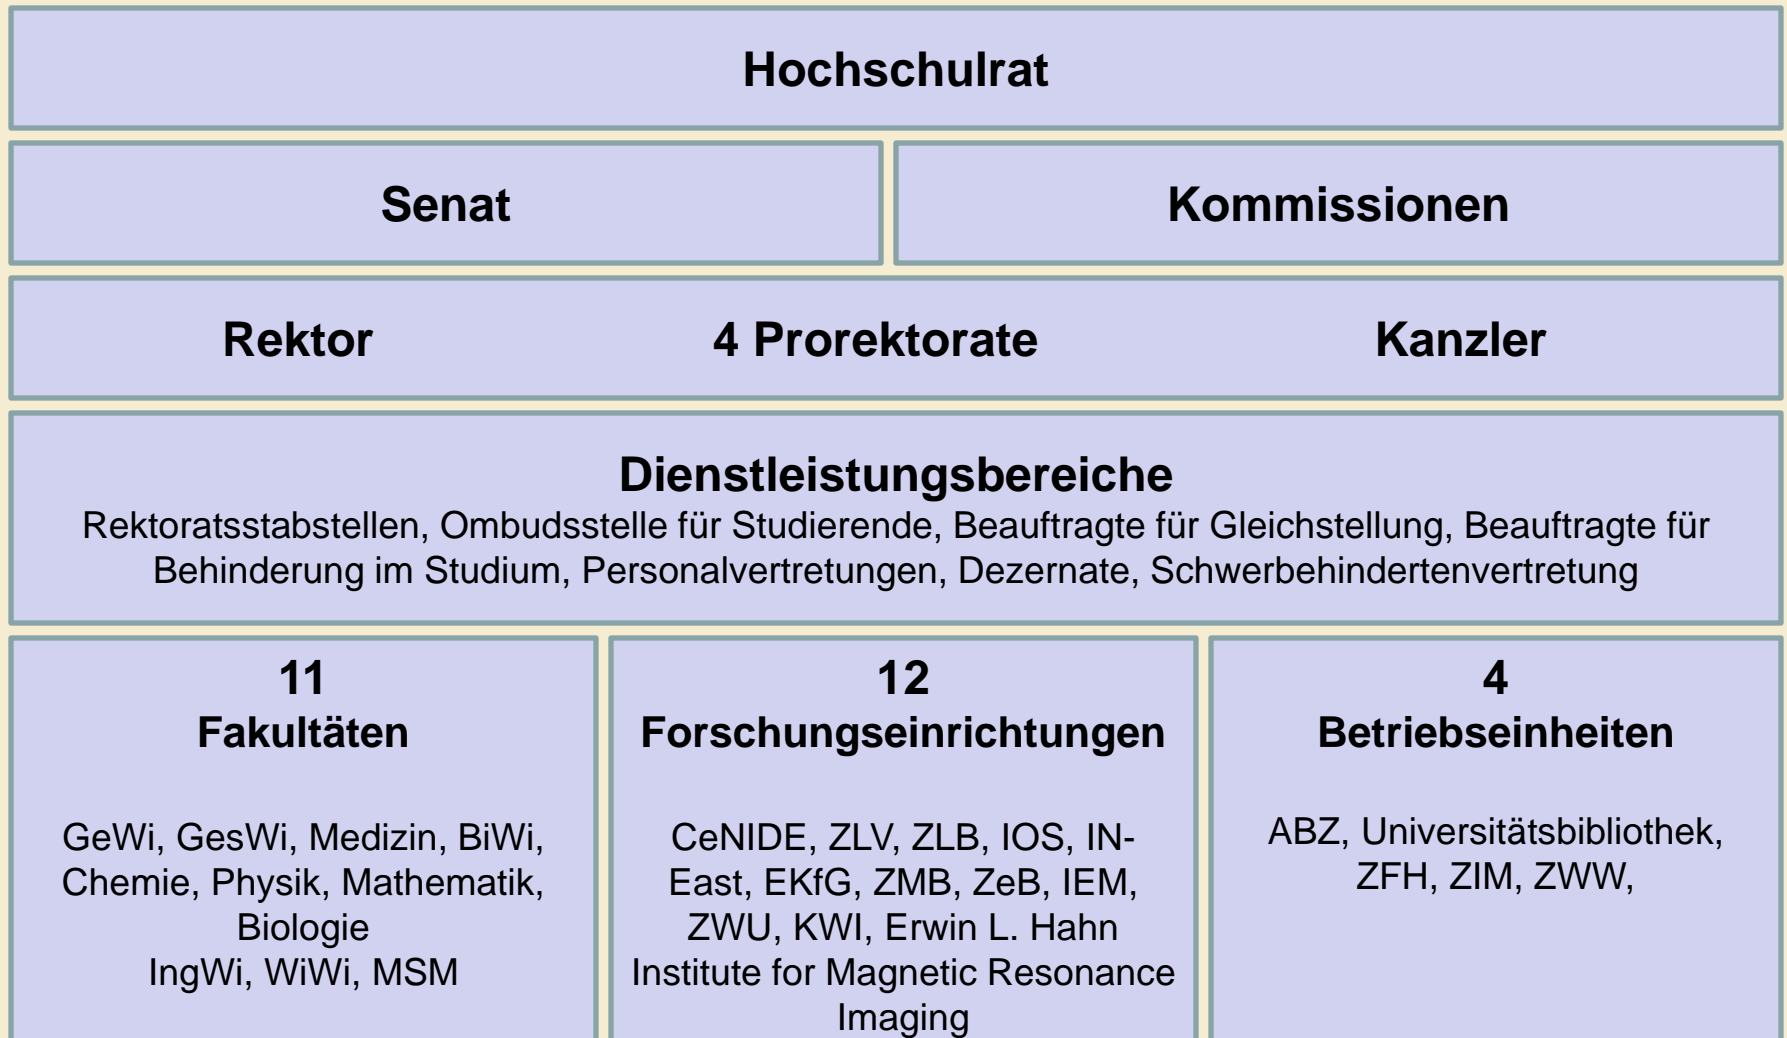 Hochschulrat
Senat
Kommissionen
Rektor
4 Prorektorate
Kanzler
Dienstleistungsbereiche
Rektoratsstabstellen, Ombudsstelle für Studierende, Beauftragte für Gleichstellung, Beauftragte für
Behinderung im Studium, Personalvertretungen, Dezernate, Schwerbehindertenvertretung
11
Fakultäten
GeWi, GesWi, Medizin, BiWi,
Chemie, Physik, Mathematik,
Biologie
IngWi, WiWi, MSM
12
Forschungseinrichtungen
CeNIDE, ZLV, ZLB, IOS, IN-
East, EKfG, ZMB, ZeB, IEM,
ZWU, KWI, Erwin L. Hahn
Institute for Magnetic Resonance
Imaging
4
Betriebseinheiten
ABZ, Universitätsbibliothek,
ZFH, ZIM, ZWW,